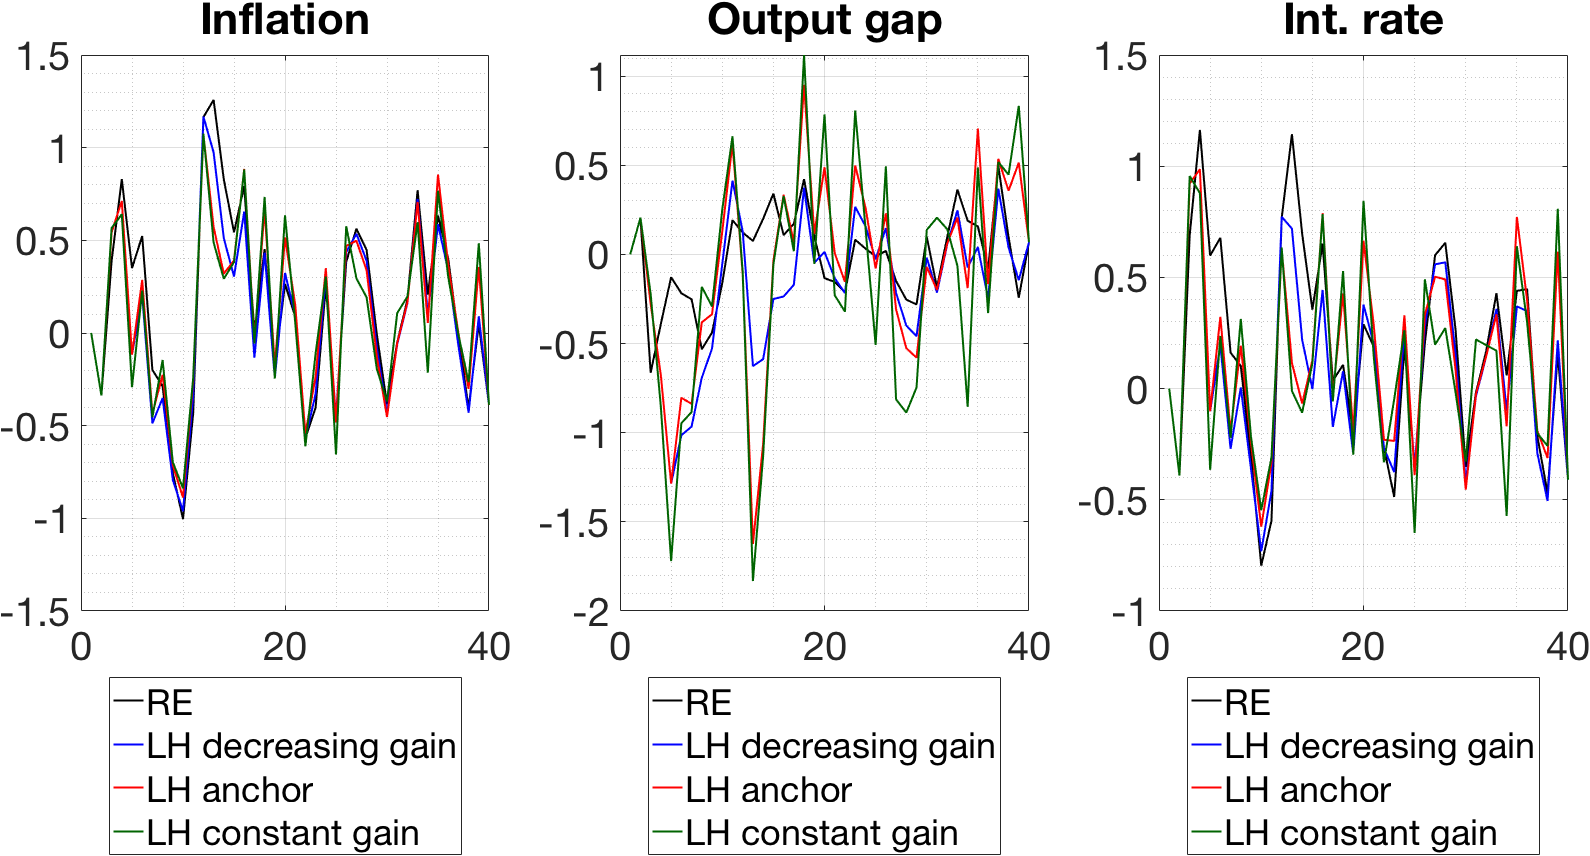 Inflation
1.5
1
0.5
0
-0.5
-1
-1.5
0 20 40
RE
LH decreasing gain
LH anchor
LH constant gain
Output gap
1
0.5
0
-0.5
-1
-1.5
-2
0 20 40
RE
LH decreasing gain
LH anchor
LH constant gain
Int. rate
1.5
1
0.5
0
-0.5
-1
0 20 40
RE
LH decreasing gain
LH anchor
LH constant gain